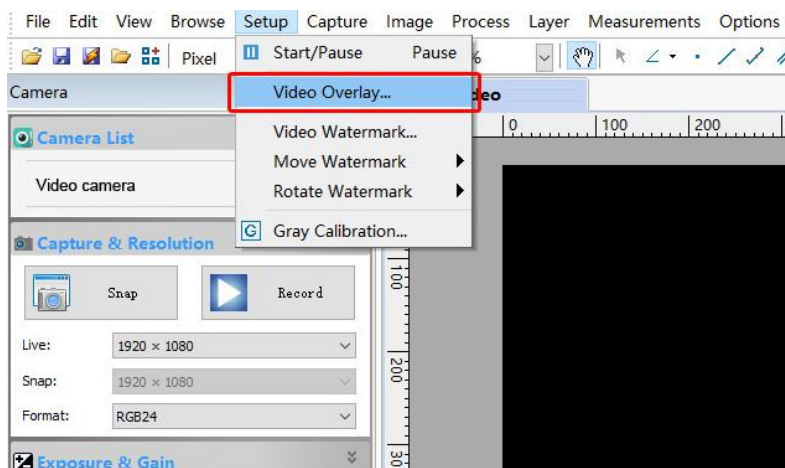 File Edit View Browse Setup Capture Image Process Layer Measurements Options
Pixel
Start/Pause Pause
Camera
Video Overlay...
Camera List
Video Watermark...
0 100 200
Move Watermark
Video camera
Rotate Watermark
Gray Calibration...
Capture & Resolution
100
Snap
Record
Live: 1920 × 1080
200
Snap: 1920 × 1080
Format: RGB24
Exposure & Gain